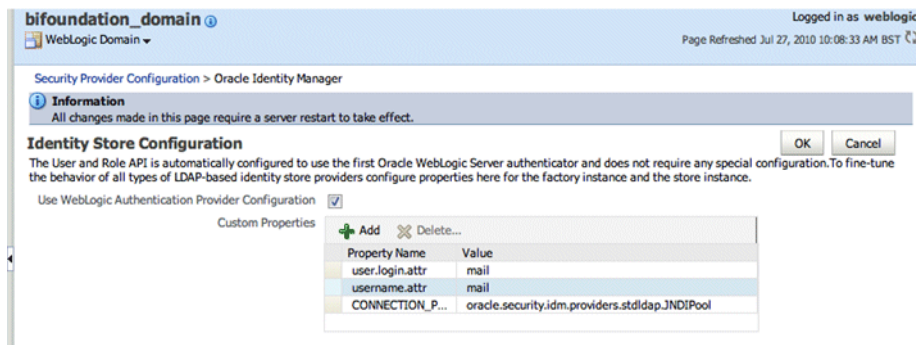 bifoundation_domain
Logged in as weblogic
WebLogic Domain
Page Refreshed Jul 27, 2010 10:08:33 AM BST
Security Provider Configuration > Oracle Identity Manager
Information
All changes made in this page require a server restart to take effect.
Identity Store Configuration
OK Cancel
The User and Role API is automatically configured to use the first Oracle WebLogic Server authenticator and does not require any special configuration.To fine-tune
the behavior of all types of LDAP-based identity store providers configure properties here for the factory instance and the store instance.
Use WebLogic Authentication Provider Configuration
Custom Properties
Add Delete...
Property Name Value
user.login.attr mail
username.attr mail
CONNECTION_P... oracle.security.idm.providers.stdldap.JNDIPool